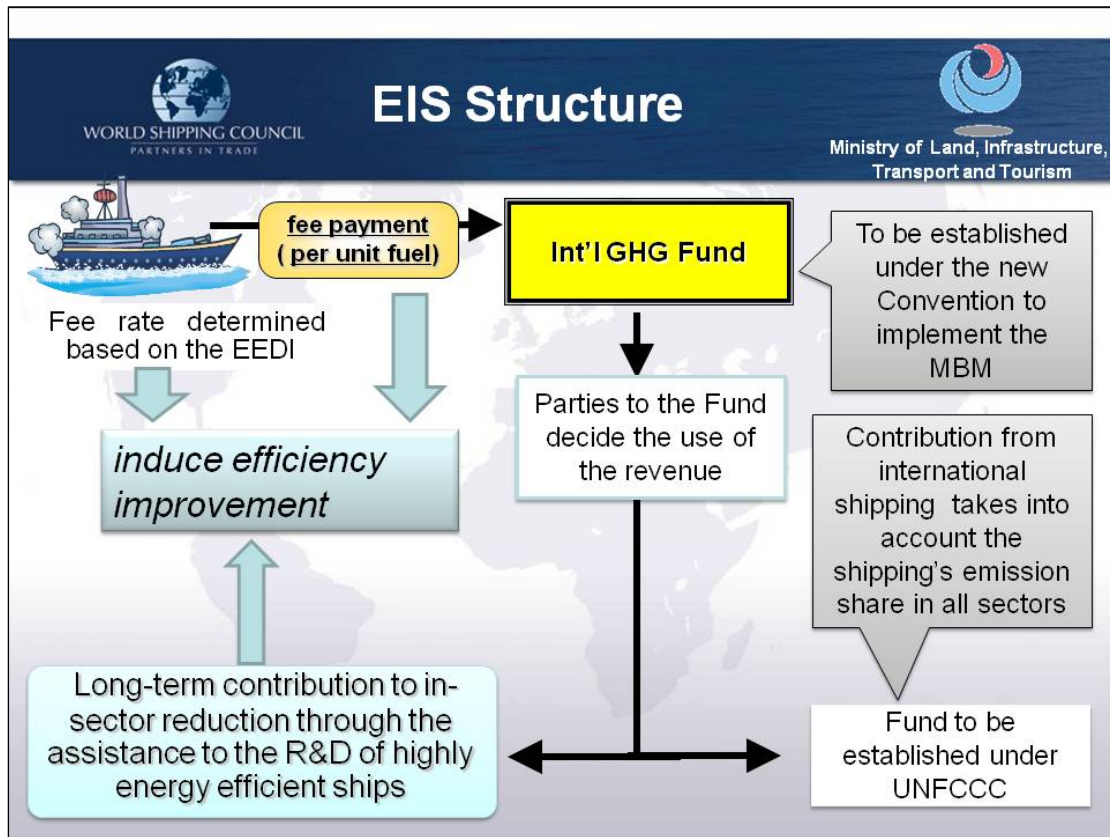 WORLD SHIPPING COUNCIL
PARTNERS IN TRADE
EIS Structure
Ministry of Land, Infrastructure,
Transport and Tourism
fee payment
( per unit fuel)
Int'l GHG Fund
To be established
under the new
Convention to
implement the
MBM
Fee rate determined
based on the EEDI
Parties to the Fund
decide the use of
the revenue
induce efficiency
improvement
Contribution from
international
shipping takes into
account the
shipping's emission
share in all sectors
Long-term contribution to in-
sector reduction through the
assistance to the R&D of highly
energy efficient ships
Fund to be
established under
UNFCCC